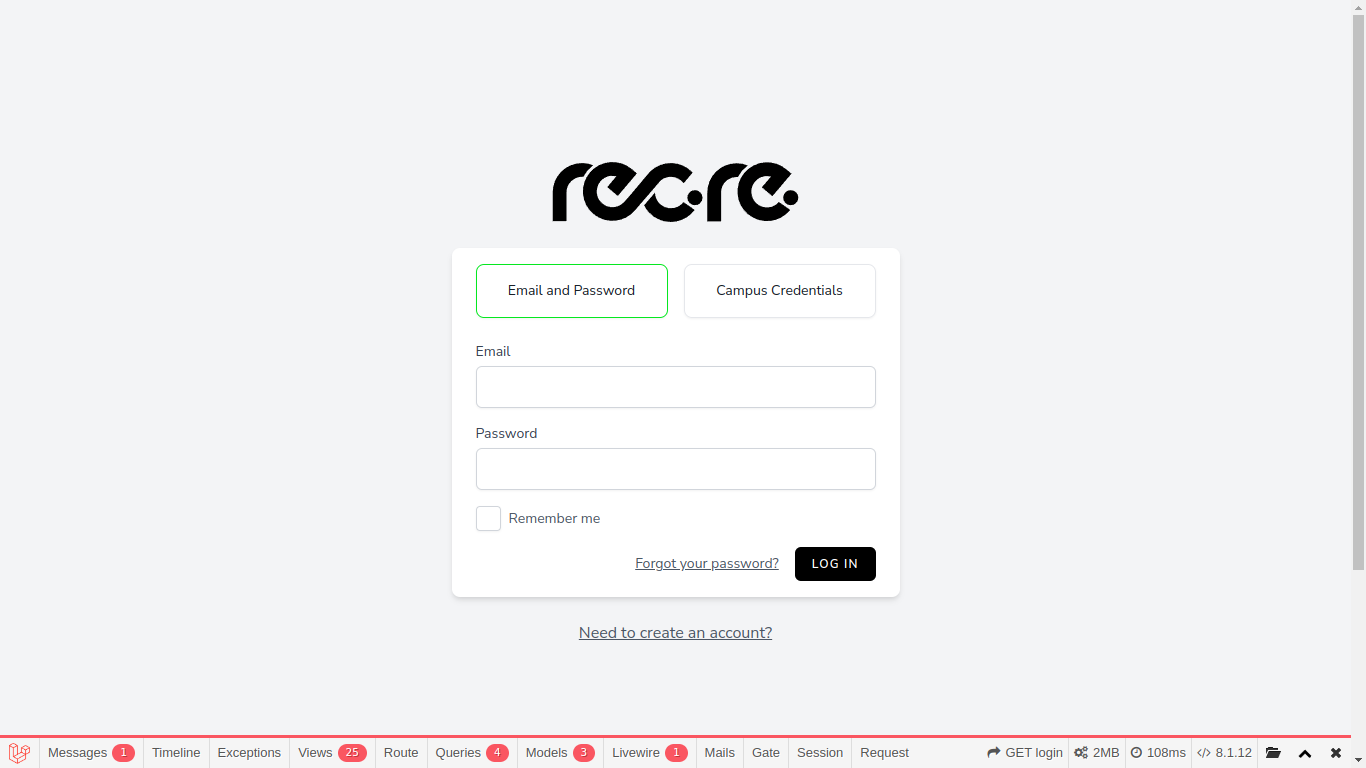 rec.re.
Email and Password
Campus Credentials
Email
Password
Remember me
Forgot your password?
LOG IN
Need to create an account?
Messages 1 Timeline Exceptions Views 25 Route Queries 4 Models 3 Livewire 1 Mails Gate Session Request GET login 2MB 108ms </> 8.1.12